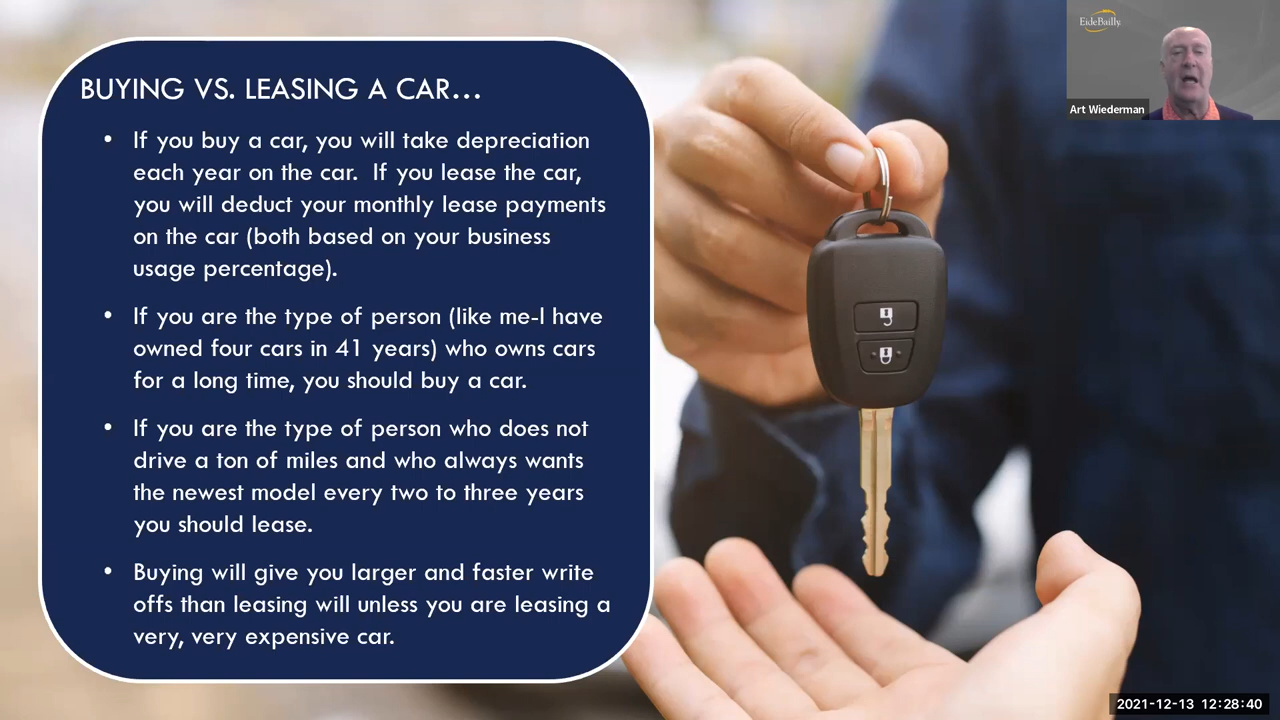 BUYING VS. LEASING A CAR...
• If you buy a car, you will take depreciation
each year on the car.  If you lease the car,
you will deduct your monthly lease payments
on the car (both based on your business
usage percentage).
• If you are the type of person (like me-I have
owned four cars in 41 years) who owns cars
for a long time, you should buy a car.
• If you are the type of person who does not
drive a ton of miles and who always wants
the newest model every two to three years
you should lease.
• Buying will give you larger and faster write
offs than leasing will unless you are leasing a
very, very expensive car.
EideBailly
Art Wiederman
2021-12-13 12:28:40